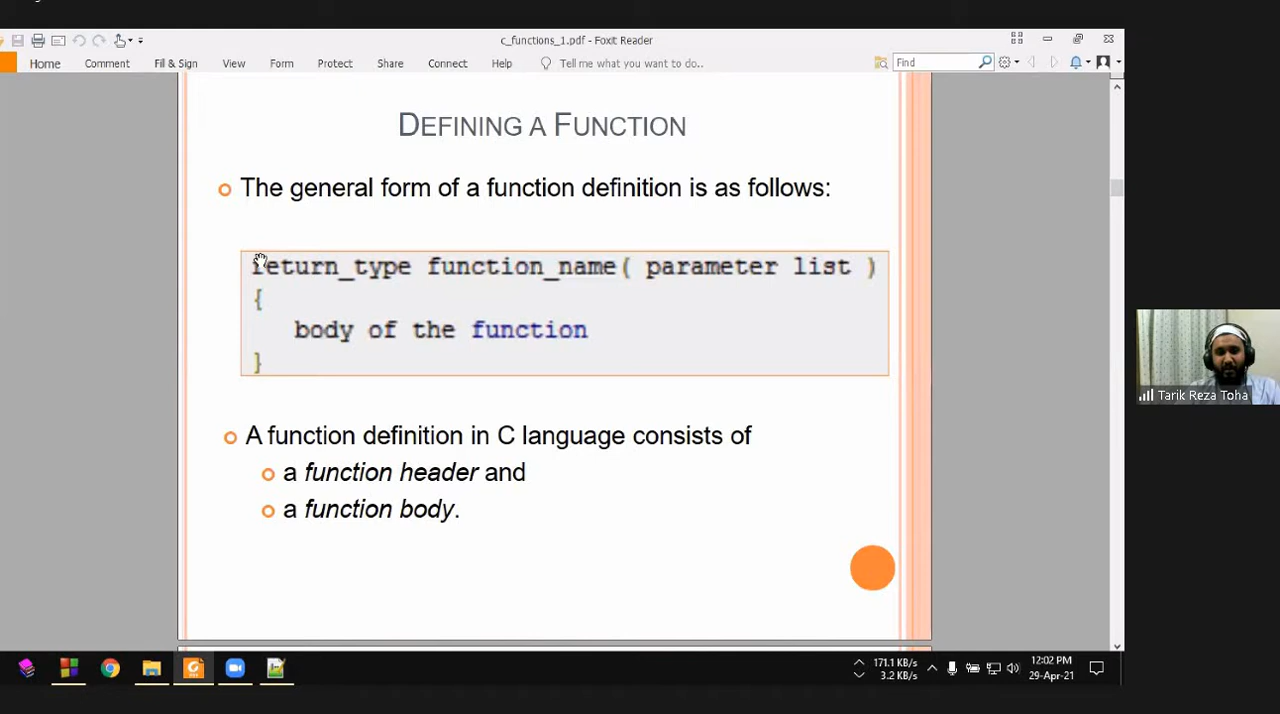 c_functions_1.pdf - Foxit Reader
Home Comment Fill & Sign View Form Protect Share Connect Help Tell me what you want to do.. Find
DEFINING A FUNCTION
The general form of a function definition is as follows:
return_type function_name( parameter list )
{
body of the function
}
A function definition in C language consists of
a function header and
a function body.
Tarik Reza Toha
171.1 KB/s
3.2 KB/s
12:02 PM
29-Apr-21